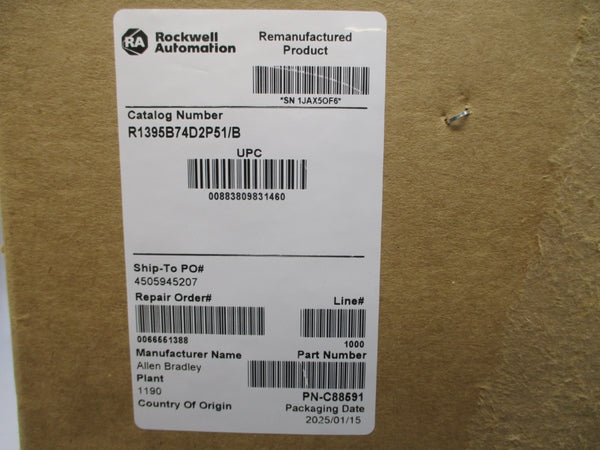 RA Rockwell Automation
Remanufactured Product
*SN 1JAX5OF6*
Catalog Number
R1395B74D2P51/B
UPC
00883809831460
Ship-To PO#
4505945207
Repair Order#
Line#
0066561388
1000
Manufacturer Name
Part Number
Allen Bradley
Plant
1190
PN-C88591
Country Of Origin
Packaging Date
2025/01/15